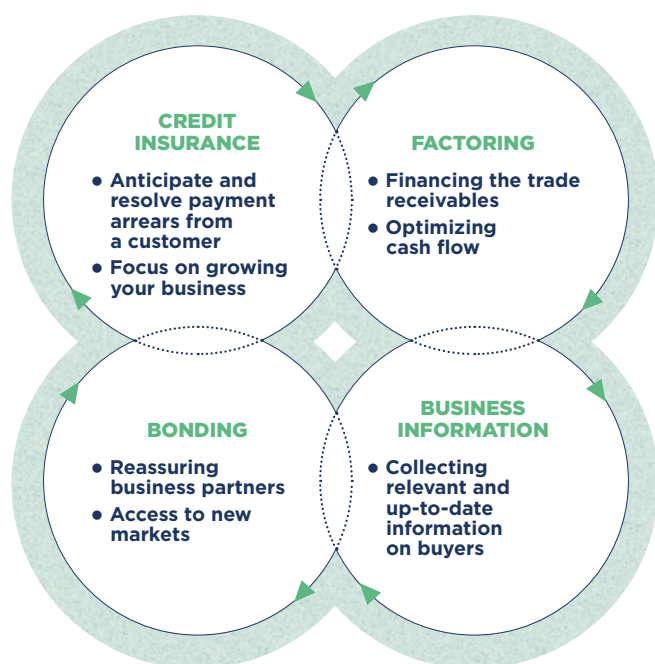 CREDIT
INSURANCE
• Anticipate and
resolve payment
arrears from
a customer
• Focus on growing
your business
FACTORING
• Financing the trade
receivables
• Optimizing
cash flow
BONDING
• Reassuring
business partners
• Access to new
markets
BUSINESS
INFORMATION
• Collecting
relevant and
up-to-date
information
on buyers